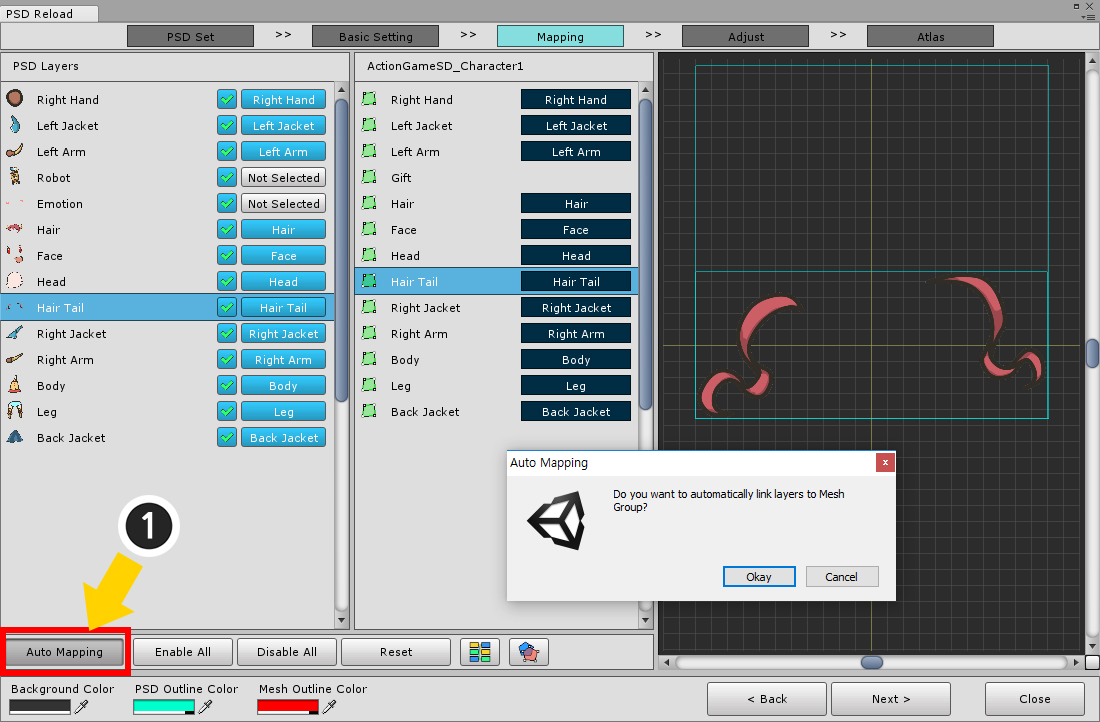 PSD Reload
PSD Set >> Basic Setting >> Mapping >> Adjust >> Atlas
PSD Layers
Right Hand Right Hand
Left Jacket Left Jacket
Left Arm Left Arm
Robot Not Selected
Emotion Not Selected
Hair Hair
Face Face
Head Head
Hair Tail Hair Tail
Right Jacket Right Jacket
Right Arm Right Arm
Body Body
Leg Leg
Back Jacket Back Jacket
ActionGameSD_Character1
Right Hand Right Hand
Left Jacket Left Jacket
Left Arm Left Arm
Gift
Hair Hair
Face Face
Head Head
Hair Tail Hair Tail
Right Jacket Right Jacket
Right Arm Right Arm
Body Body
Leg Leg
Back Jacket Back Jacket
Auto Mapping
Do you want to automatically link layers to Mesh
Group?
Okay Cancel
1
Auto Mapping Enable All Disable All Reset
Background Color PSD Outline Color Mesh Outline Color
< Back Next > Close